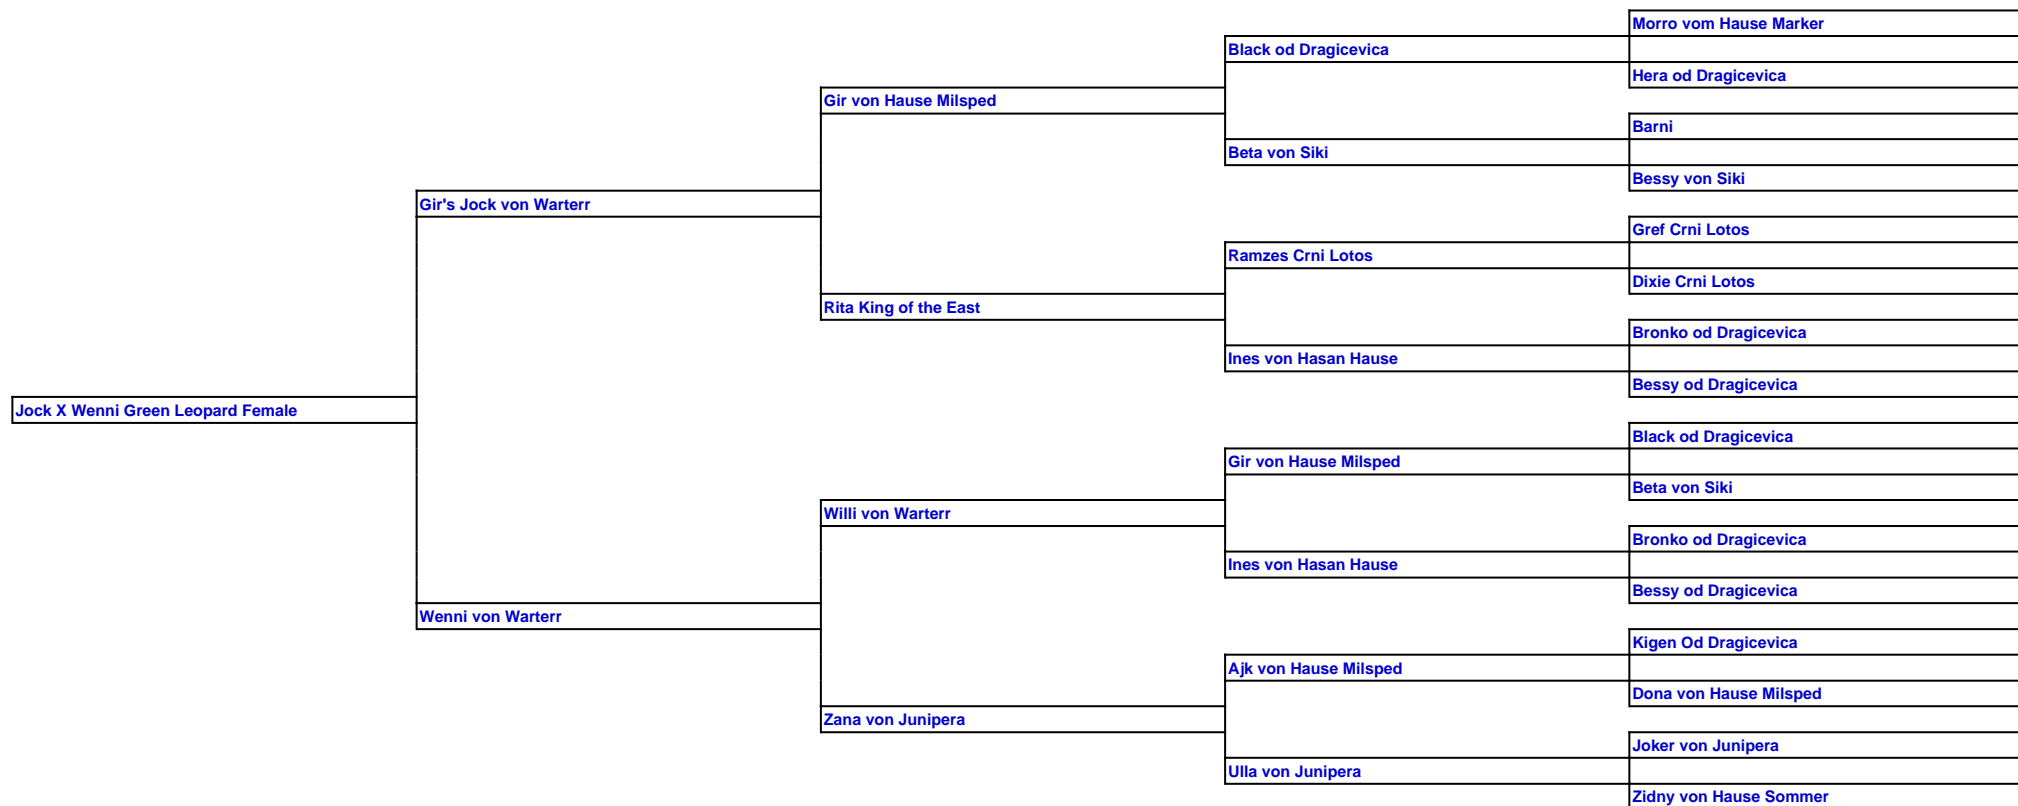 Morro vom Hause Marker
Black od Dragicevica
Hera od Dragicevica
Gir von Hause Milsped
Barni
Beta von Siki
Bessy von Siki
Gir's Jock von Warterr
Gref Crni Lotos
Ramzes Crni Lotos
Dixie Crni Lotos
Rita King of the East
Bronko od Dragicevica
Ines von Hasan Hause
Bessy od Dragicevica
Jock X Wenni Green Leopard Female
Black od Dragicevica
Gir von Hause Milsped
Beta von Siki
Willi von Warterr
Bronko od Dragicevica
Ines von Hasan Hause
Bessy od Dragicevica
Wenni von Warterr
Kigen Od Dragicevica
Ajk von Hause Milsped
Dona von Hause Milsped
Zana von Junipera
Joker von Junipera
Ulla von Junipera
Zidny von Hause Sommer